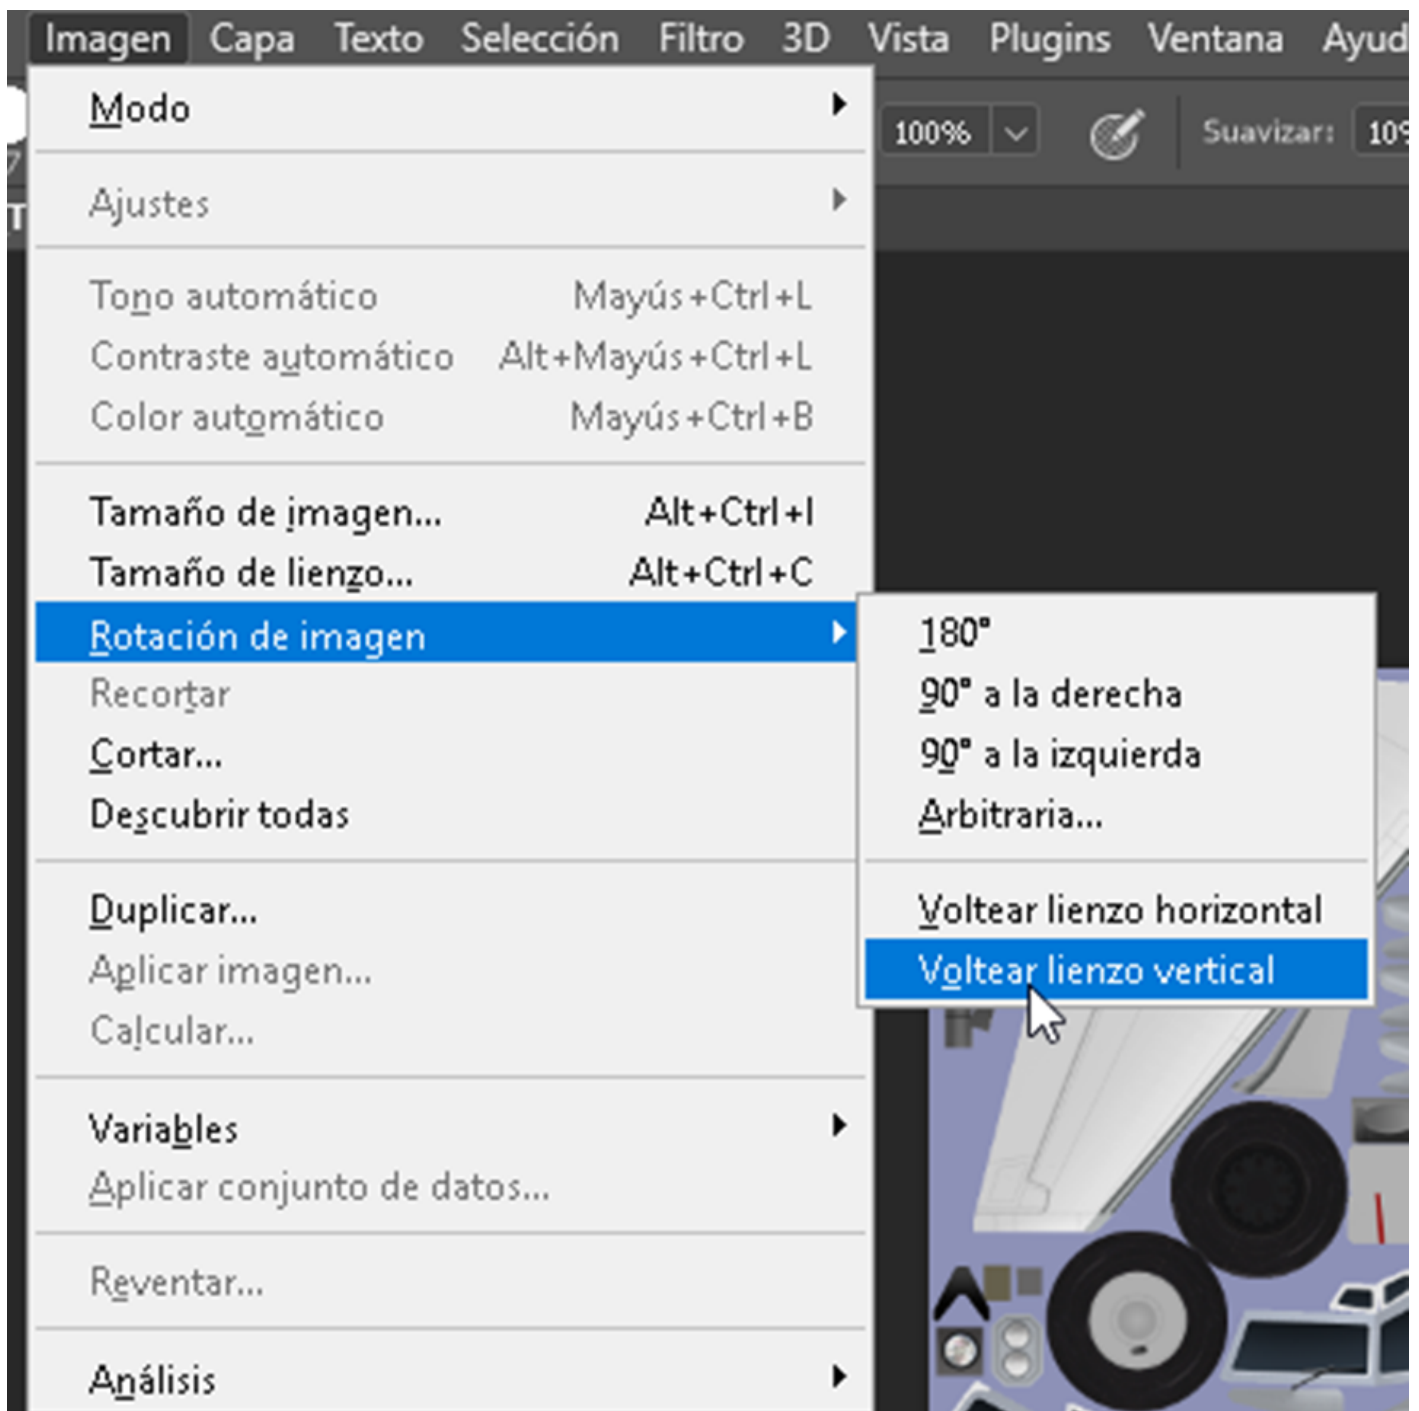 Imagen Capa Texto Selección Filtro 3D Vista Plugins Ventana
100% Suavizar:
Modo
Ajustes
Tono automático Mayús+Ctrl+L
Contraste automático Alt+Mayús+Ctrl+L
Color automático Mayús+Ctrl+B
Tamaño de imagen... Alt+Ctrl+I
Tamaño de lienzo... Alt+Ctrl+C
Rotación de imagen
Recortar
Cortar...
Descubrir todas
Duplicar...
Aplicar imagen...
Calcular...
Variables
Aplicar conjunto de datos...
Reventar...
Análisis
180°
90° a la derecha
90° a la izquierda
Arbitraria...
Voltear lienzo horizontal
Voltear lienzo vertical